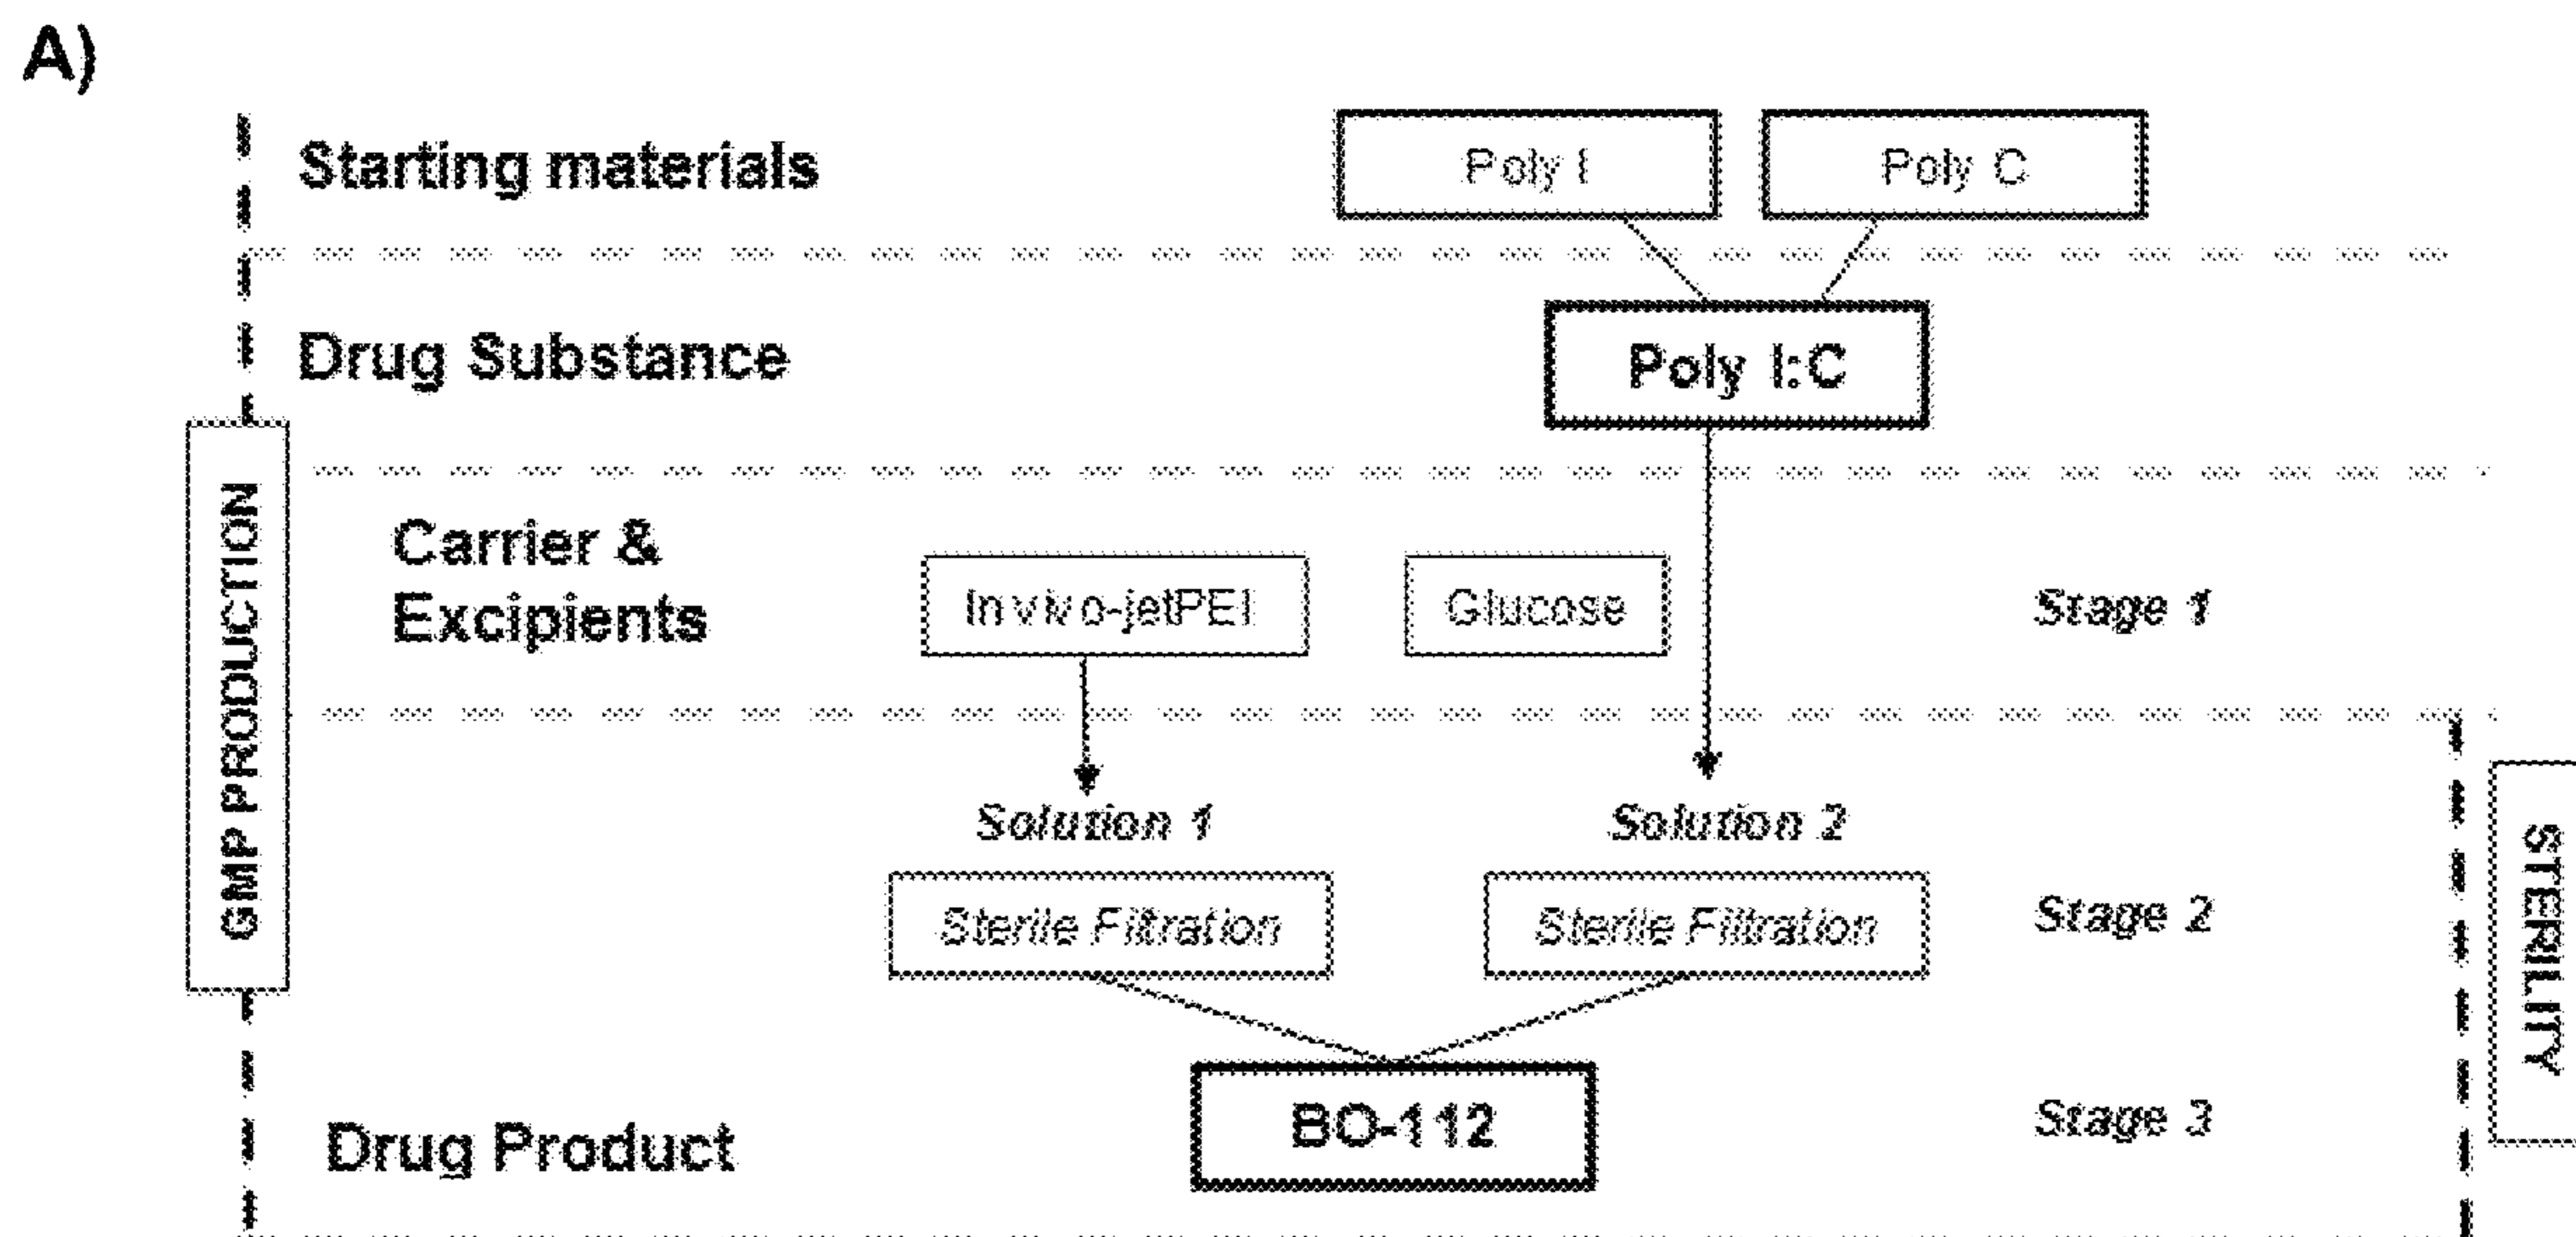 A)
Starting materials
Poly I
Poly C
Drug Substance
Poly I:C
GMP PRODUCTION
Carrier &
Excipients
In vivo-jetPEI
Glucose
Stage 1
Solution 1
Solution 2
Sterile Filtration
Sterile Filtration
Stage 2
STERILITY
Drug Product
BO-112
Stage 3